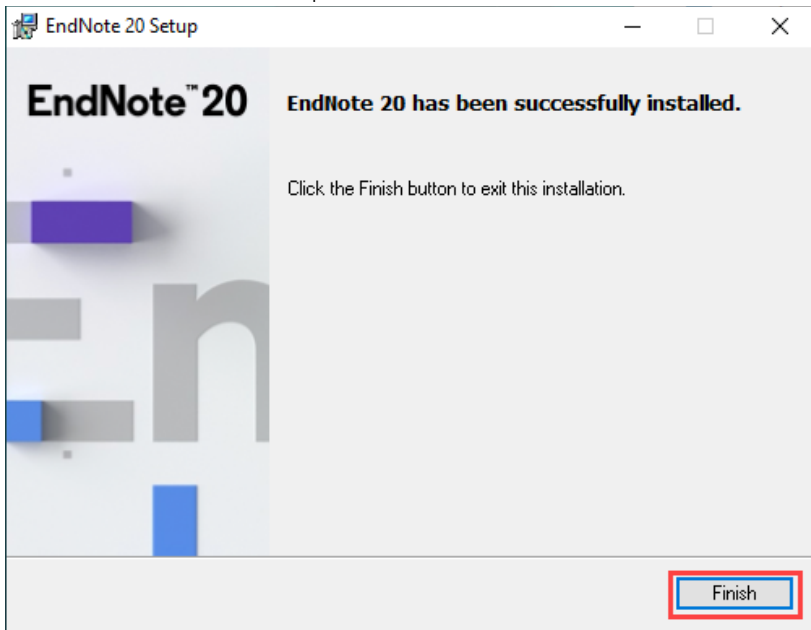 EndNote 20 Setup
EndNote™20
EndNote 20 has been successfully installed.
Click the Finish button to exit this installation.
En
Finish